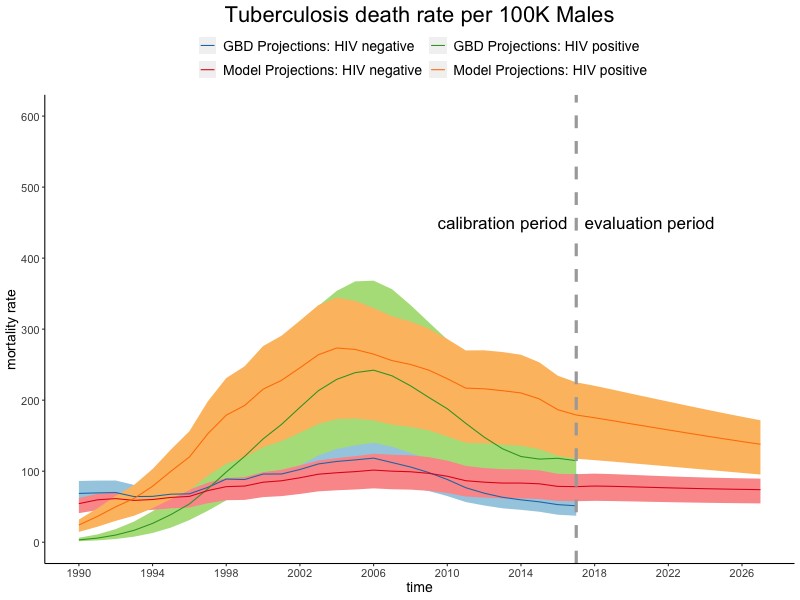 Tuberculosis death rate per 100K Males
GBD Projections: HIV negative GBD Projections: HIV positive
Model Projections: HIV negative Model Projections: HIV positive
600
calibration period evaluation period
400
300
200
100
0
mortality rate
1990 1994 1998 2002 2006 2010 2014 2018 2022 2026
time